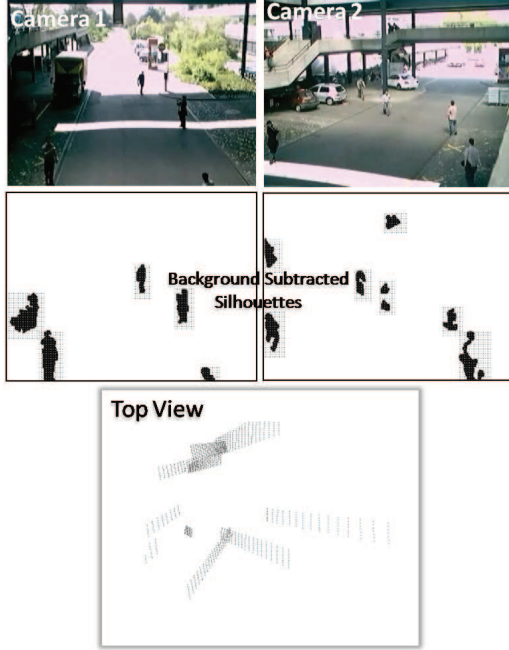 Camera 1
Camera 2
Background Subtracted
Silhouettes
Top View